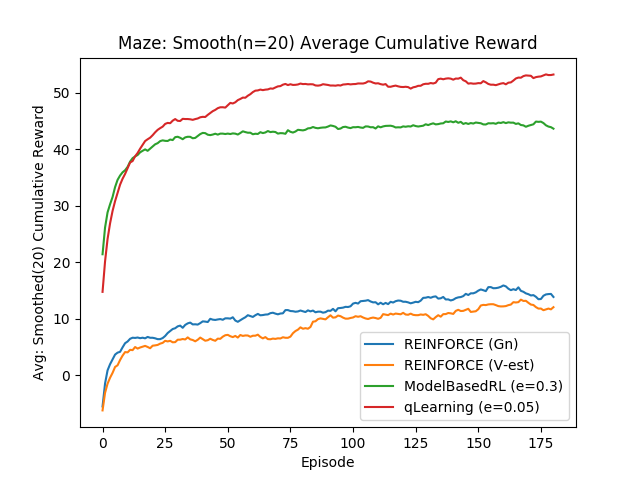 Maze: Smooth(n=20) Average Cumulative Reward
Avg: Smoothed(20) Cumulative Reward
50
40
30
20
10
0
REINFORCE (Gn)
REINFORCE (V-est)
ModelBasedRL (e=0.3)
qLearning (e=0.05)
0 25 50 75 100 125 150 175
Episode